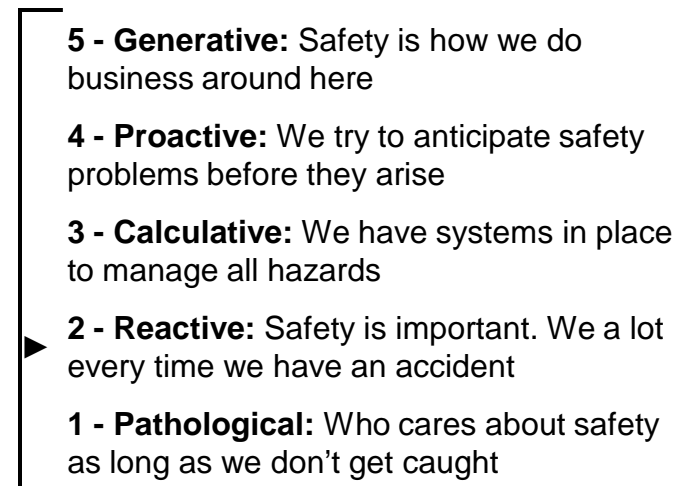 5 - Generative: Safety is how we do
business around here
4 - Proactive: We try to anticipate safety
problems before they arise
3 - Calculative: We have systems in place
to manage all hazards
2 - Reactive: Safety is important. We a lot
every time we have an accident
1 - Pathological: Who cares about safety
as long as we don’t get caught